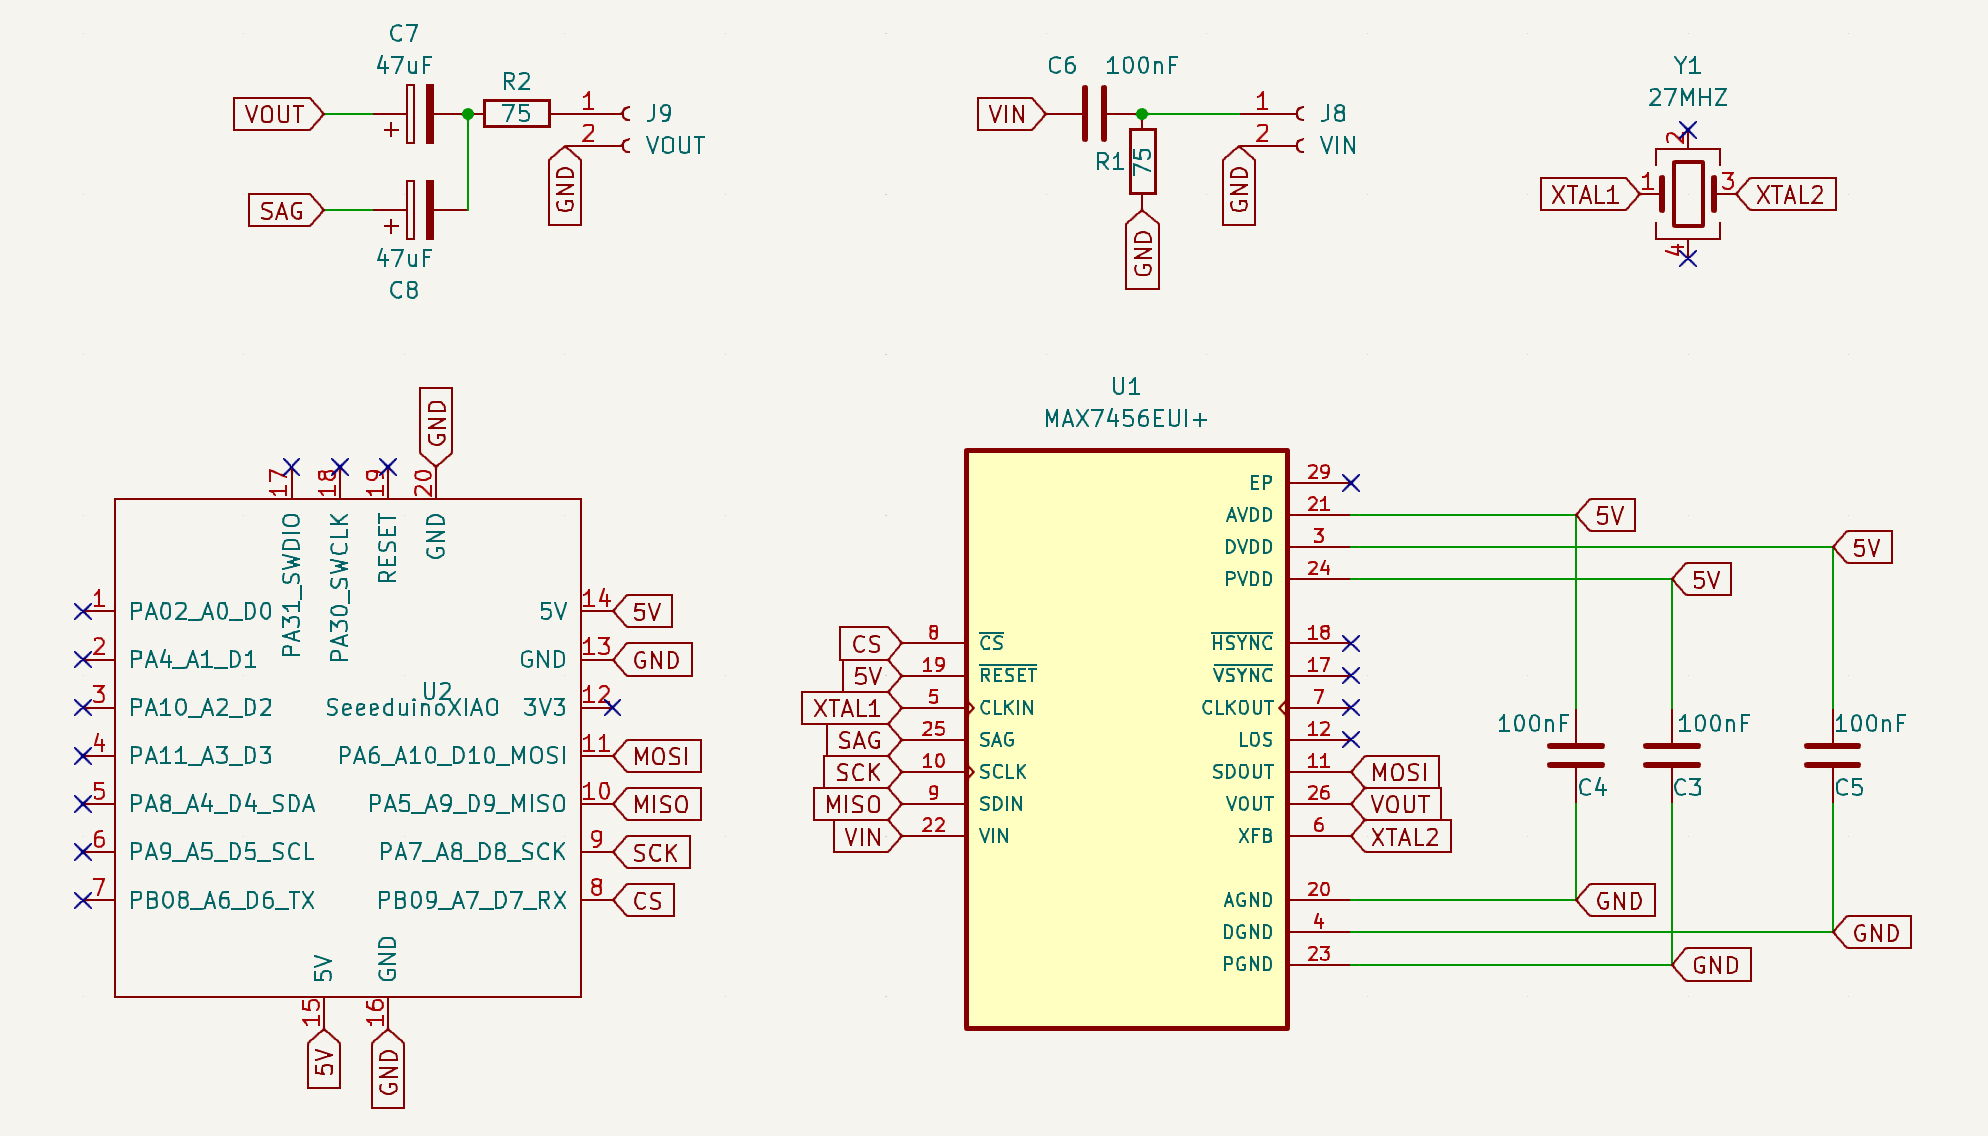 C7
47uF
VOUT
+
R2
75
1
2
J9
VOUT
GND
SAG
+
47uF
C8
C6 100nF
VIN
R1
75
1
2
J8
VIN
GND
GND
Y1
27MHZ
2
XTAL1
1
3
XTAL2
4
GND
17
18
19
20
PA31_SWDIO
PA30_SWCLK
RESET
GND
1 PA02_A0_D0
2 PA4_A1_D1
3 PA10_A2_D2
4 PA11_A3_D3
5 PA8_A4_D4_SDA
6 PA9_A5_D5_SCL
7 PB08_A6_D6_TX
U2
SeeeduinoXIAO
5V 14 5V
GND 13 GND
3V3 12
PA6_A10_D10_MOSI 11 MOSI
PA5_A9_D9_MISO 10 MISO
PA7_A8_D8_SCK 9 SCK
PB09_A7_D7_RX 8 CS
5V
GND
15
16
5V
GND
U1
MAX7456EUI+
CS 8 CS
5V 19 RESET
XTAL1 5 CLKIN
SAG 25 SAG
SCK 10 SCLK
MISO 9 SDIN
VIN 22 VIN
EP 29
AVDD 21 5V
DVDD 3 5V
PVDD 24 5V
HSYNC 18
VSYNC 17
CLKOUT 7
LOS 12
SDOUT 11 MOSI
VOUT 26 VOUT
XFB 6 XTAL2
AGND 20 GND
DGND 4 GND
PGND 23 GND
100nF
C4
100nF
C3
100nF
C5